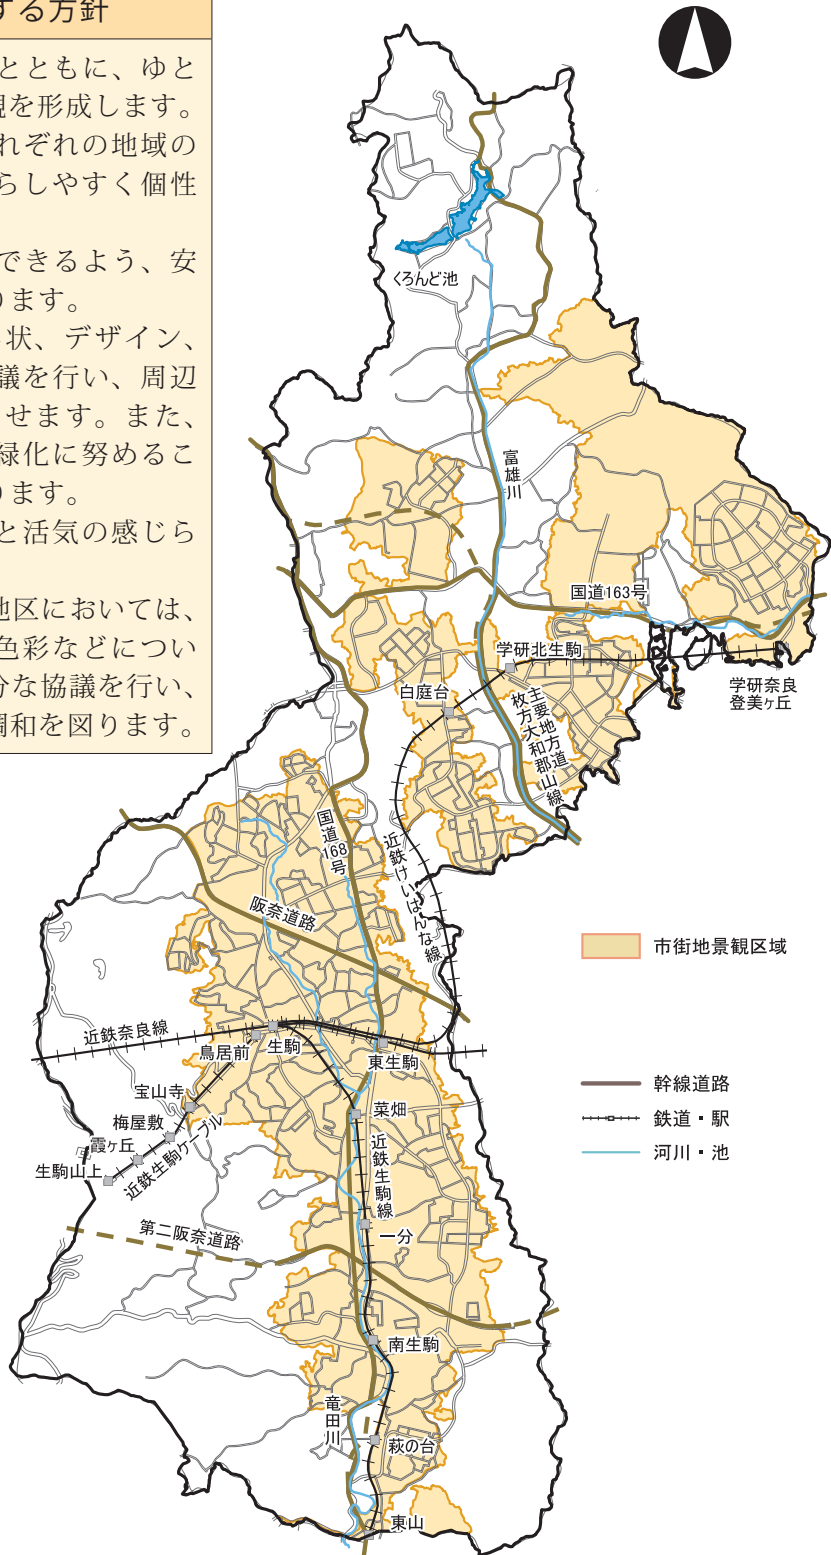 する方針
とともに、ゆと
観を形成します。
れぞれの地域の
らしやすく個性
できるよう、安
ります。
状、デザイン、
議を行い、周辺
せます。また、
緑化に努めるこ
ります。
と活気の感じら
地区においては、
色彩などについ
分な協議を行い、
調和を図ります。
くろんど池
富雄川
国道163号
学研北生駒
学研奈良
登美ヶ丘
白庭台
主要地方道
枚方大和郡山線
国道168号
近鉄けいはんな線
阪奈道路
市街地景観区域
近鉄奈良線
鳥居前
生駒
東生駒
幹線道路
鉄道・駅
河川・池
宝山寺
菜畑
梅屋敷
霞ヶ丘
生駒山上
近鉄生駒ケーブル
近鉄生駒線
一分
第二阪奈道路
南生駒
竜田川
萩の台
東山